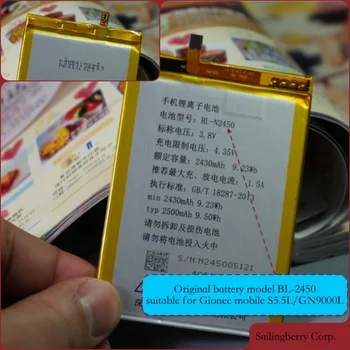 手机锂离子电池
电池型号: BL-N2450
标称电压: 3.8V
充电限制电压: 4.35V
额定容量: 2430mAh 9.23Wh
推荐最大充、放电电流: 1.5A
执行标准: GB/T 18287-2013
min 2430mAh 9.23Wh
typ 2500mAh 9.50Wh
请勿拆卸及损伤电池
请勿将电池投入火中
S/N:N245005121
Original battery model BL-2450
suitable for Gionee mobile S5.5L/GN9000L
Sailingberry Corp.